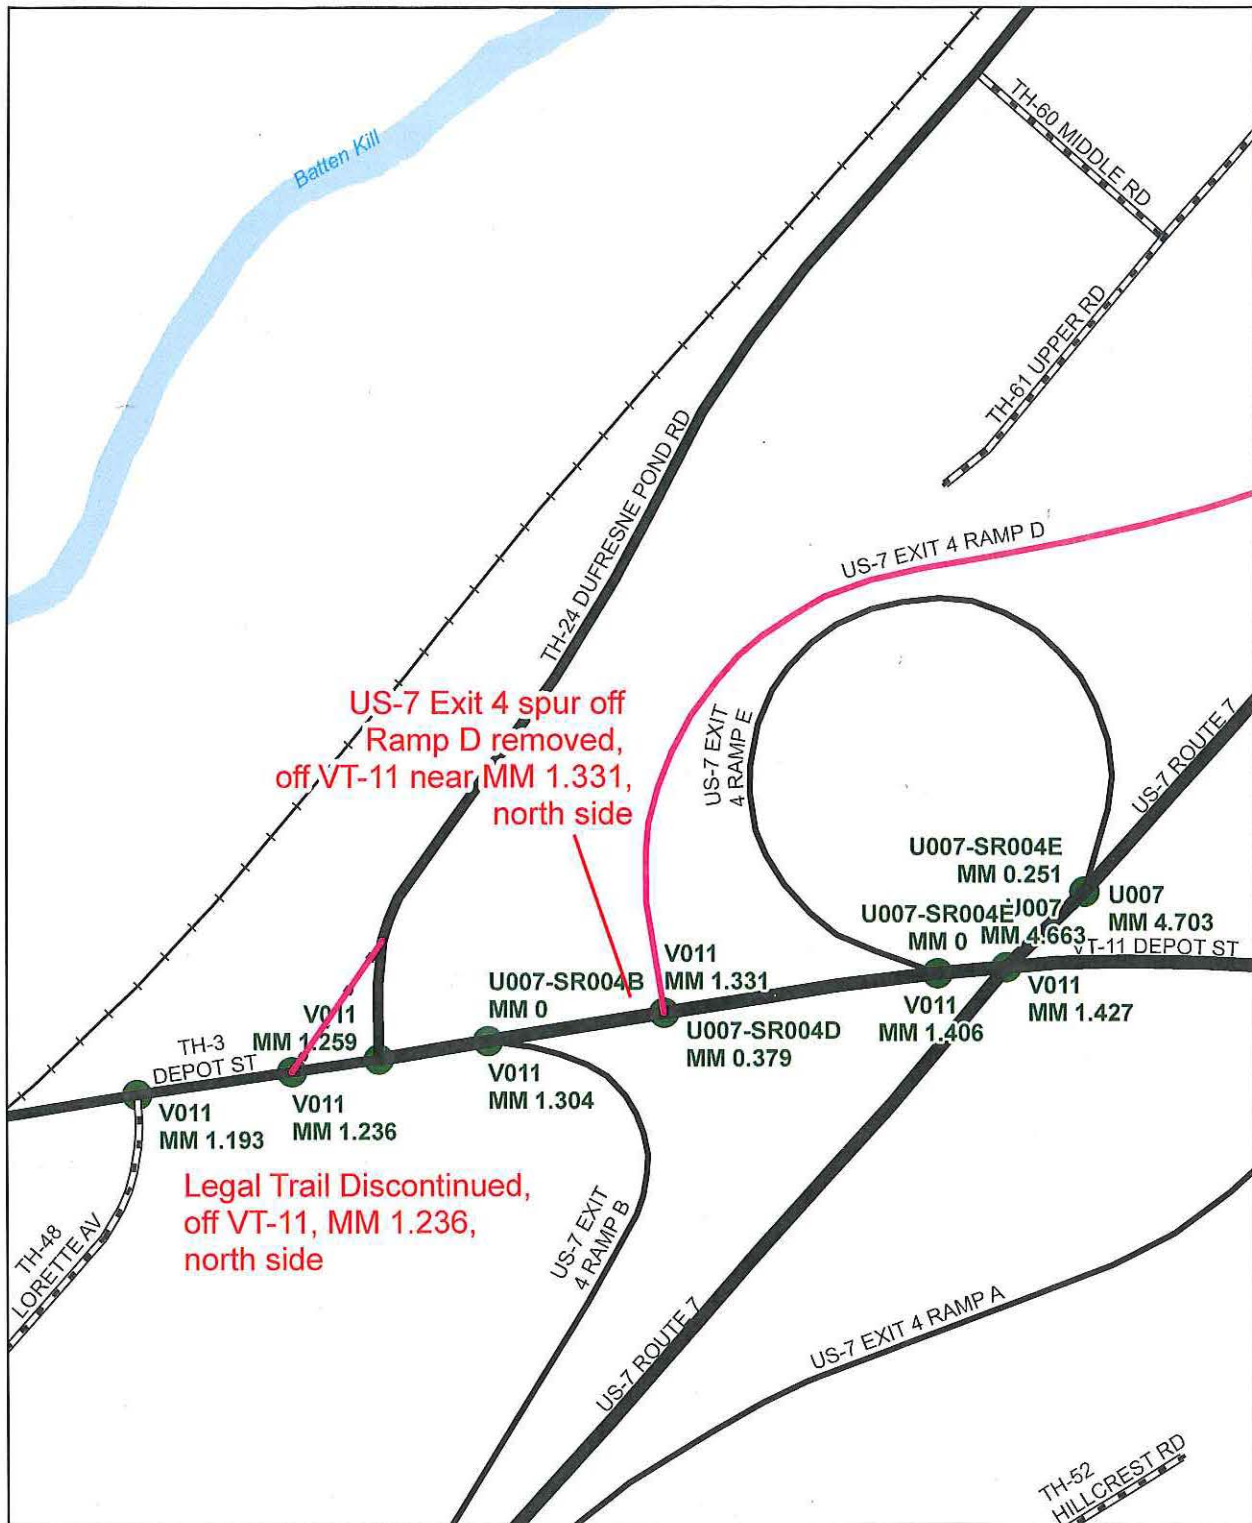 Batten Kill
TH-60 MIDDLE RD
TH-61 UPPER RD
TH-24 DUFRESNE POND RD
US-7 EXIT 4 RAMP D
US-7 Exit 4 spur off
Ramp D removed,
off VT-11 near MM 1.331,
north side
US-7 EXIT
4 RAMP E
US-7 ROUTE 7
U007-SR004E
MM 0.251
U007
MM 4.703
U007-SR004E
MM 0
U007
MM 4.663
VT-11 DEPOT ST
V011
MM 1.331
U007-SR004B
MM 0
V011
MM 1.259
TH-3
DEPOT ST
U007-SR004D
MM 0.379
V011
MM 1.406
V011
MM 1.427
V011
MM 1.304
V011
MM 1.236
V011
MM 1.193
Legal Trail Discontinued,
off VT-11, MM 1.236,
north side
TH-48
LORETTE AV
US-7 EXIT
4 RAMP B
US-7 ROUTE 7
US-7 EXIT 4 RAMP A
TH-52
HILLCREST RD